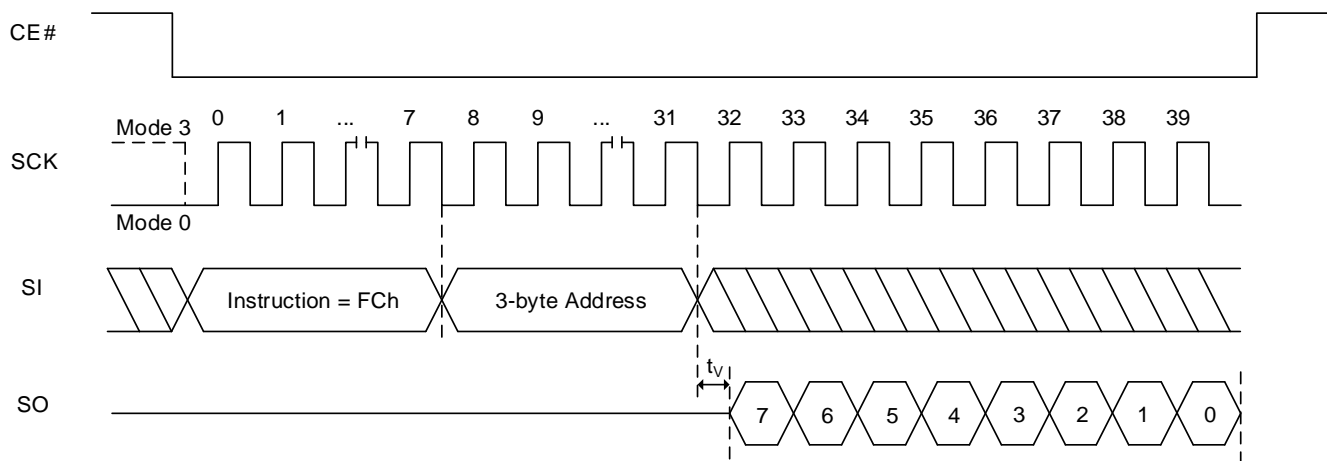 CE#
0 1 ... 7 8 9 ... 31 32 33 34 35 36 37 38 39
Mode 3
SCK
Mode 0
SI
Instruction = FCh
3-byte Address
tV
SO
7 6 5 4 3 2 1 0